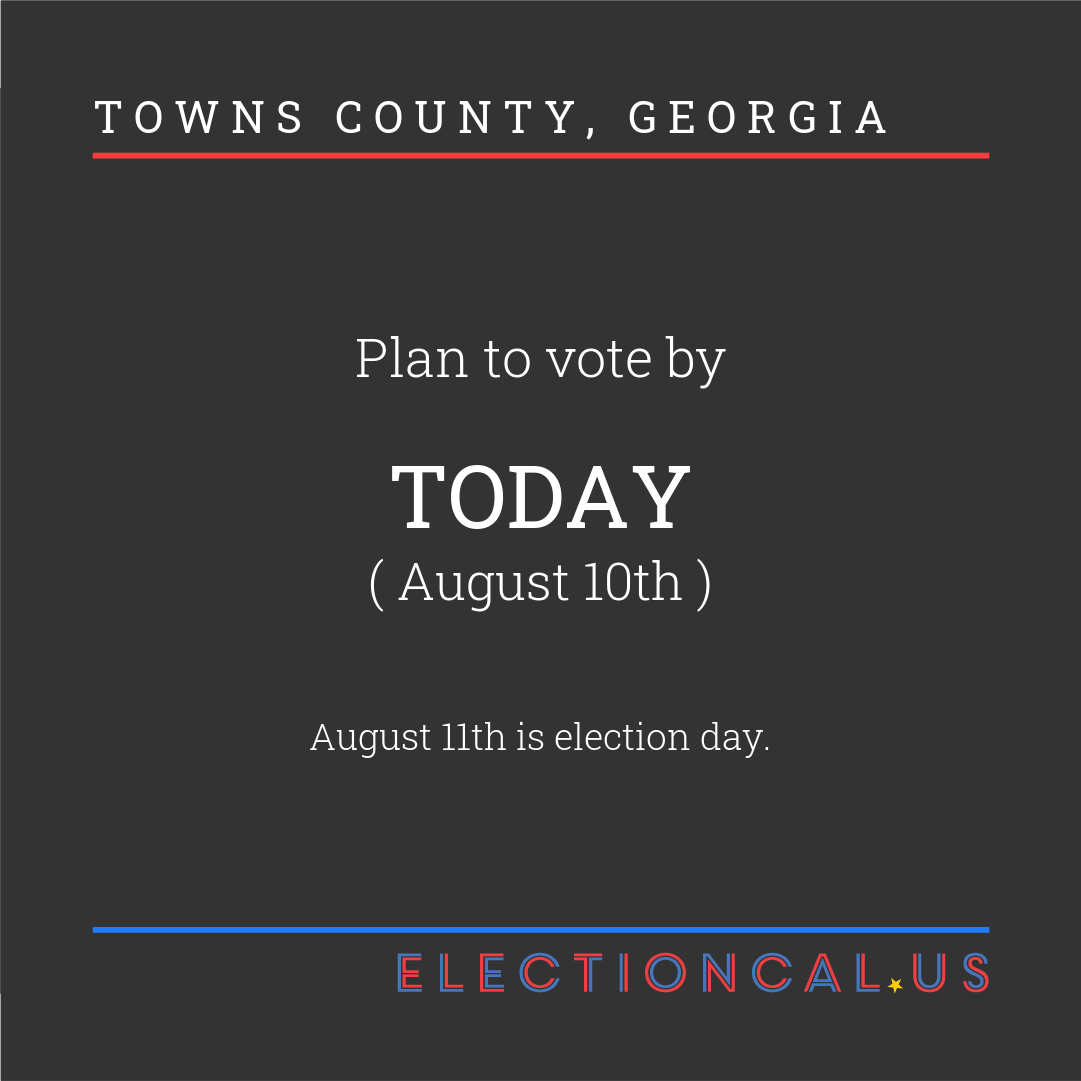 TOWNS COUNTY, GEORGIA
Plan to vote by
TODAY
( August 10th )
August 11th is election day.
ELECTIONCAL.US